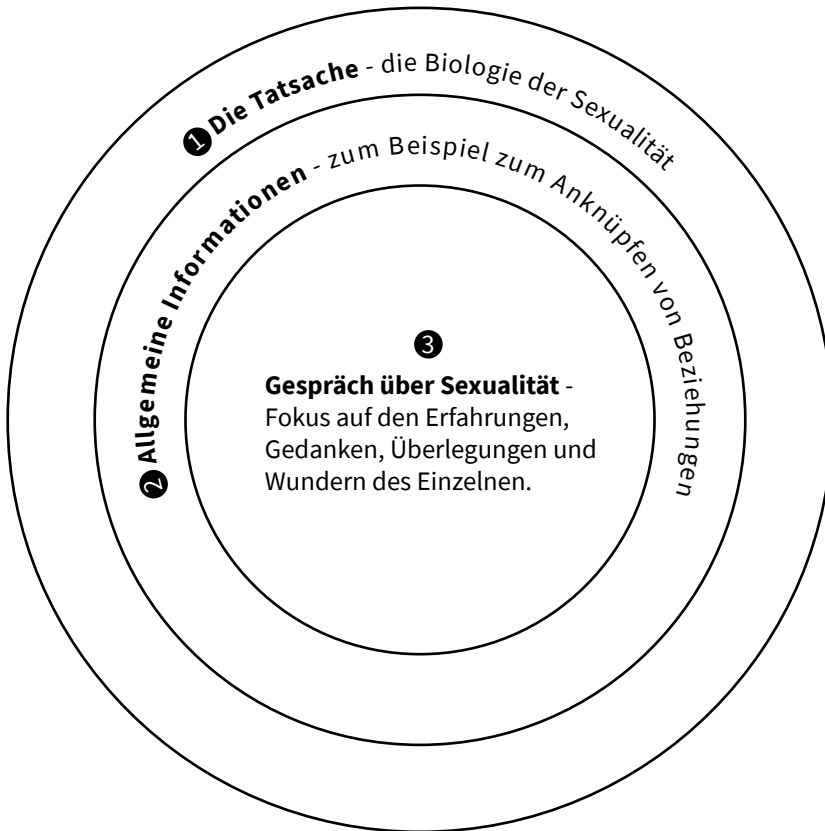 ❶ Die Tatsache - die Biologie der Sexualität
❷ Allgemeine Informationen - zum Beispiel zum Anknüpfen von Beziehungen
❸
Gespräch über Sexualität -
Fokus auf den Erfahrungen,
Gedanken, Überlegungen und
Wundern des Einzelnen.